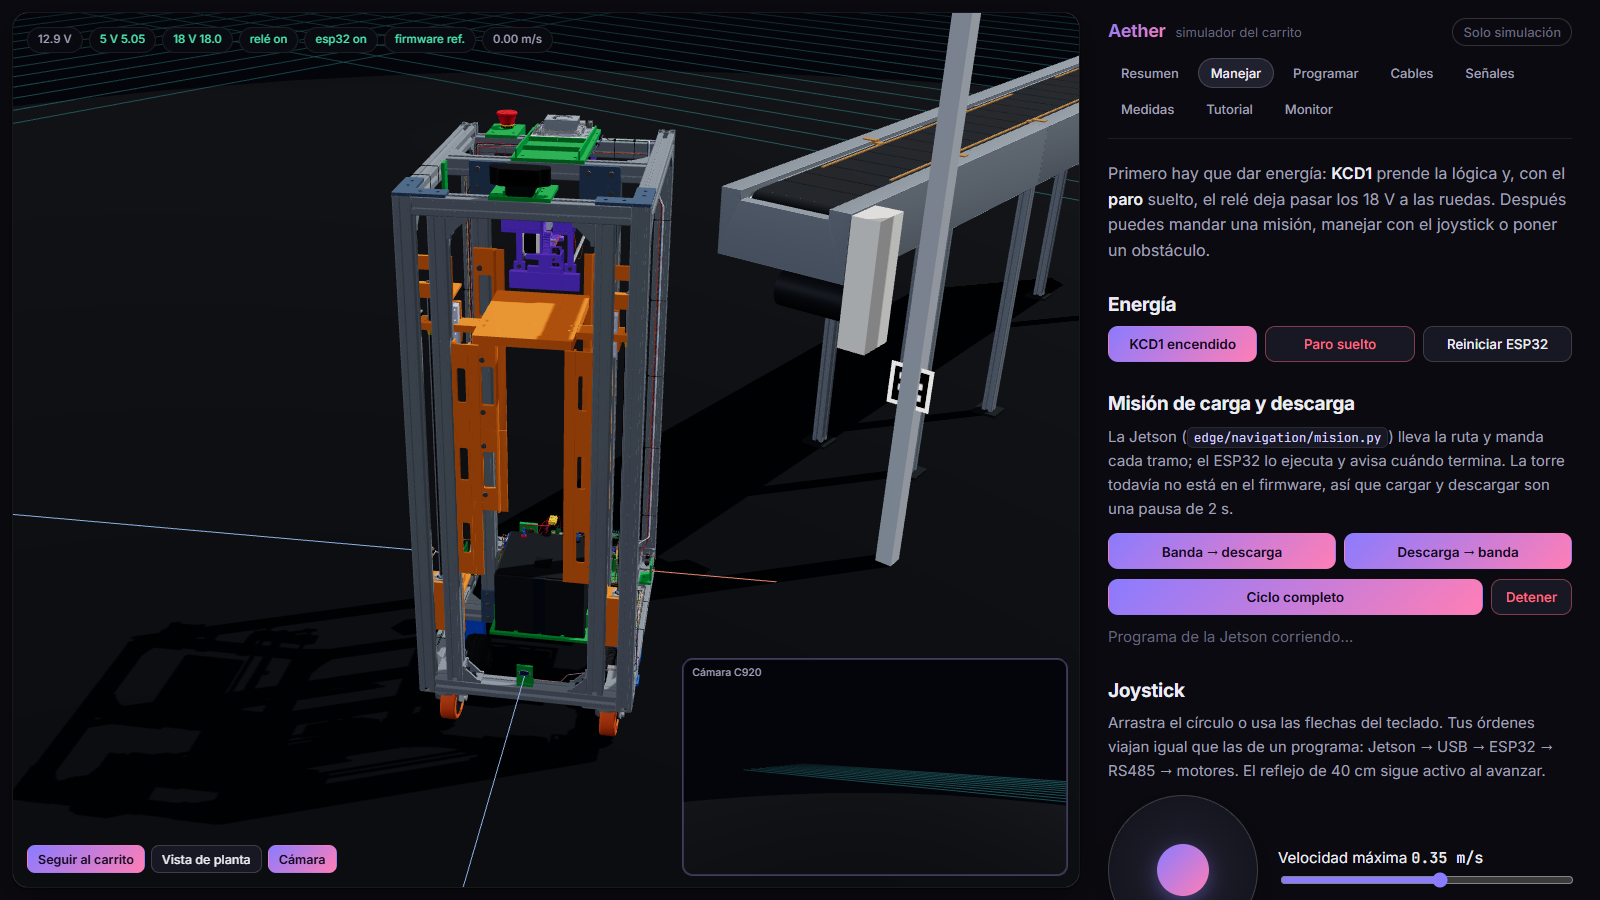 12.9 V
5 V 5.05
18 V 18.0
relé on
esp32 on
firmware ref.
0.00 m/s
Cámara C920
Seguir al carrito
Vista de planta
Cámara
Aether simulador del carrito
Solo simulación
Resumen
Manejar
Programar
Cables
Señales
Medidas
Tutorial
Monitor
Primero hay que dar energía: KCD1 prende la lógica y, con el
paro suelto, el relé deja pasar los 18 V a las ruedas. Después
puedes mandar una misión, manejar con el joystick o poner
un obstáculo.
Energía
KCD1 encendido
Paro suelto
Reiniciar ESP32
Misión de carga y descarga
La Jetson (edge/navigation/mision.py) lleva la ruta y manda
cada tramo; el ESP32 lo ejecuta y avisa cuándo termina. La torre
todavía no está en el firmware, así que cargar y descargar son
una pausa de 2 s.
Banda → descarga
Descarga → banda
Ciclo completo
Detener
Programa de la Jetson corriendo...
Joystick
Arrastra el círculo o usa las flechas del teclado. Tus órdenes
viajan igual que las de un programa: Jetson → USB → ESP32 →
RS485 → motores. El reflejo de 40 cm sigue activo al avanzar.
Velocidad máxima 0.35 m/s